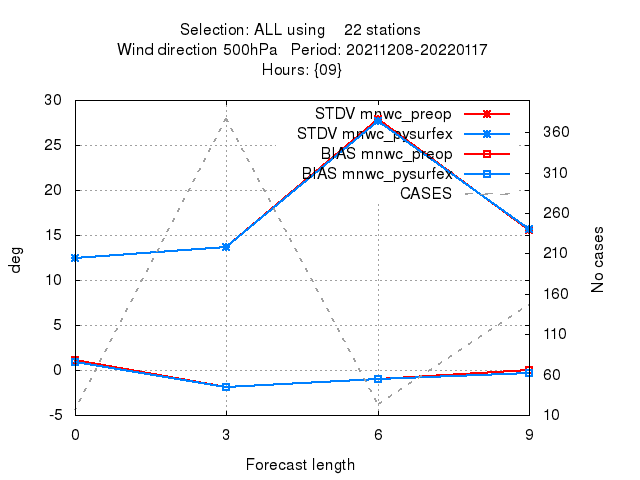 Selection: ALL using 22 stations
Wind direction 500hPa Period: 20211208-20220117
Hours: {09}
STDV mnwc_preop
STDV mnwc_pysurfex
BIAS mnwc_preop
BIAS mnwc_pysurfex
CASES
30
25
20
15
10
5
0
-5
deg
360
310
260
210
160
110
60
10
No cases
0 3 6 9
Forecast length